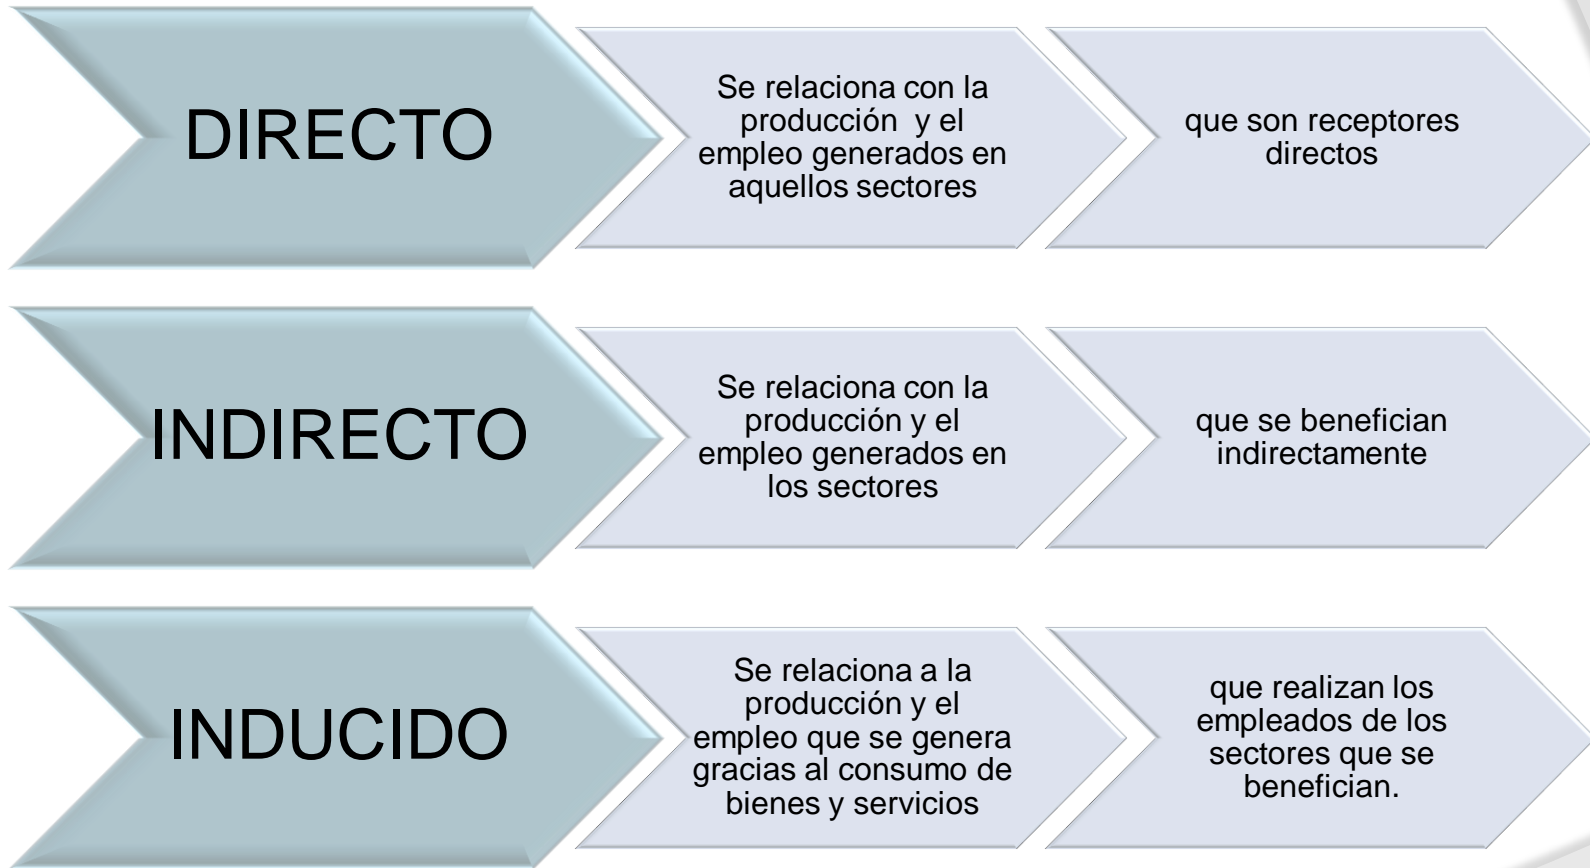 DIRECTO
Se relaciona con la
producción  y el
empleo generados en
aquellos sectores
que son receptores
directos
INDIRECTO
Se relaciona con la
producción y el
empleo generados en
los sectores
que se benefician
indirectamente
INDUCIDO
Se relaciona a la
producción y el
empleo que se genera
gracias al consumo de
bienes y servicios
que realizan los
empleados de los
sectores que se
benefician.